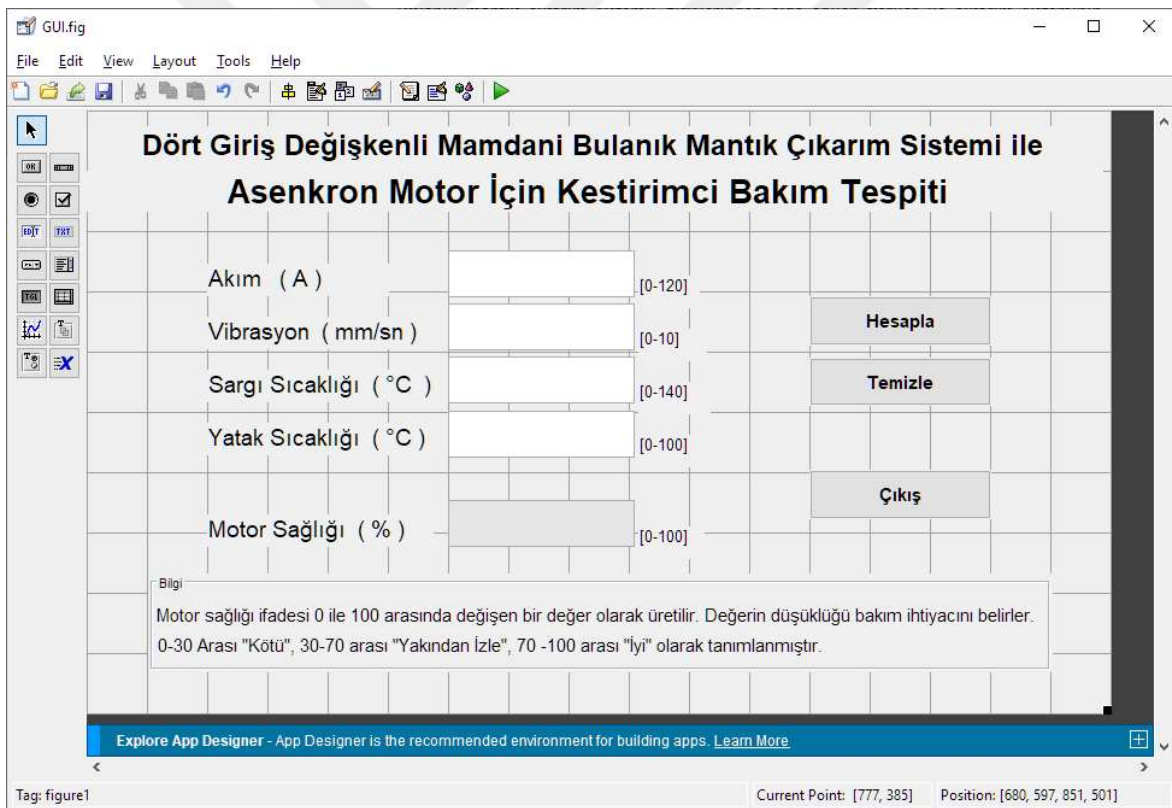 GUI.fig
File Edit View Layout Tools Help
Dört Giriş Değişkenli Mamdani Bulanık Mantık Çıkarım Sistemi ile
Asenkron Motor İçin Kestirimci Bakım Tespiti
OK
EDIT TXT
TGL
Akım ( A ) [0-120]
Vibrasyon ( mm/sn ) [0-10]
Hesapla
Sargı Sıcaklığı ( °C ) [0-140]
Temizle
Yatak Sıcaklığı ( °C ) [0-100]
Çıkış
Motor Sağlığı ( % ) [0-100]
Bilgi
Motor sağlığı ifadesi 0 ile 100 arasında değişen bir değer olarak üretilir. Değerin düşüklüğü bakım ihtiyacını belirler.
0-30 Arası "Kötü", 30-70 arası "Yakından İzle", 70 -100 arası "İyi" olarak tanımlanmıştır.
Explore App Designer - App Designer is the recommended environment for building apps. Learn More
Tag: figure1 Current Point: [777, 385] Position: [680, 597, 851, 501]